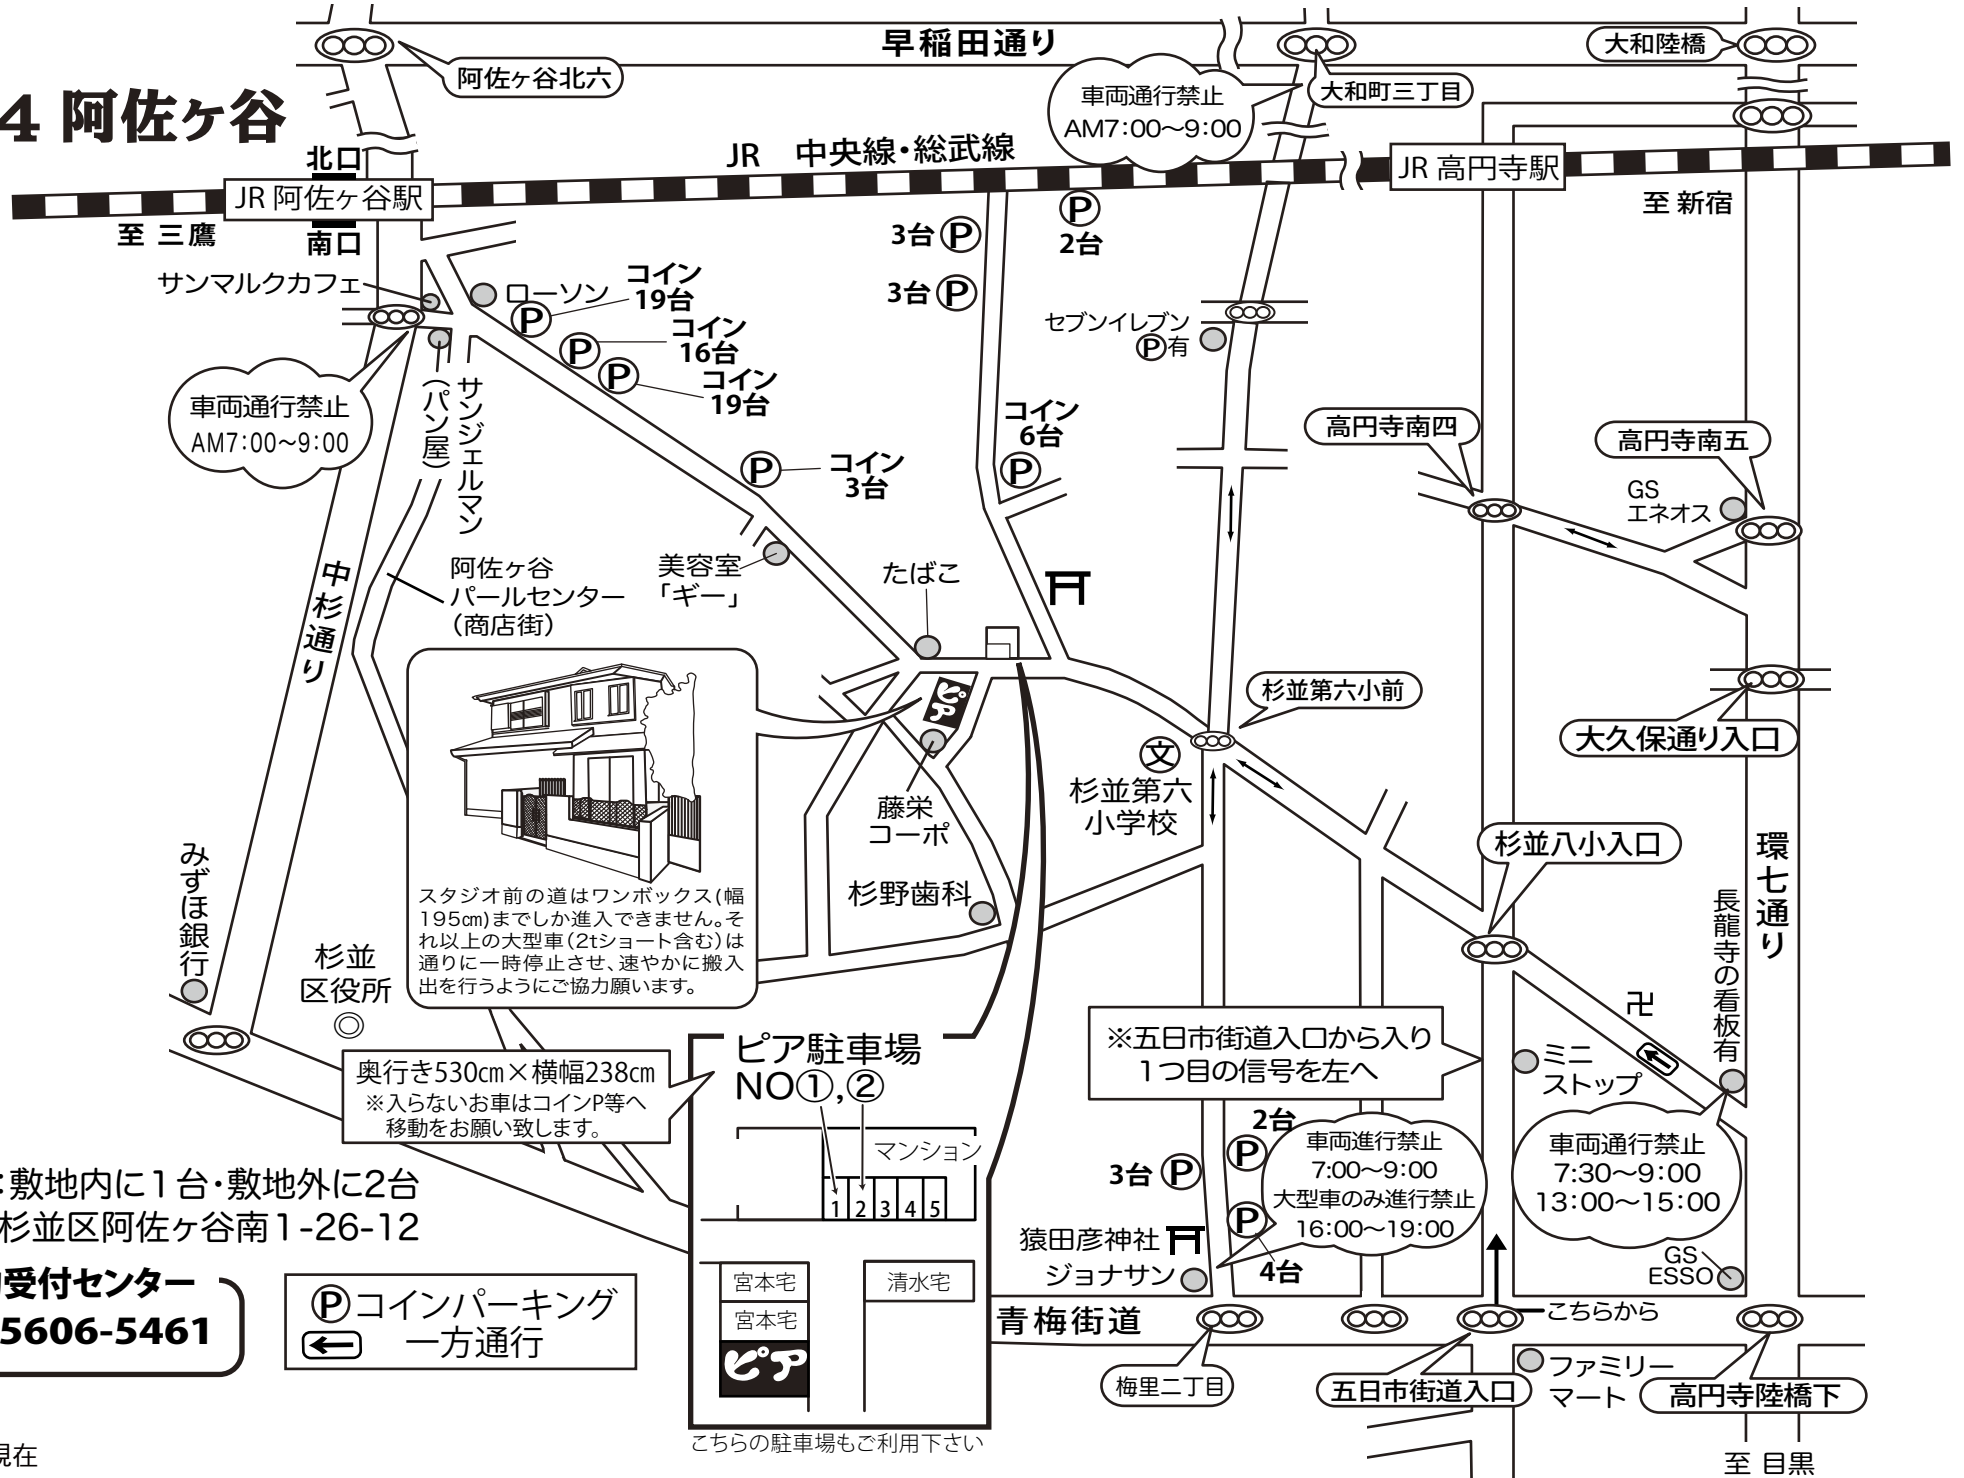 早稲田通り
阿佐ヶ谷北六
大和町三丁目
大和陸橋
車両通行禁止
AM7:00～9:00
4 阿佐ヶ谷
北口
JR 阿佐ヶ谷駅
南口
JR 中央線・総武線
JR 高円寺駅
至 三鷹
至 新宿
サンマルクカフェ
ローソン
Ⓟ
コイン
19台
Ⓟ
コイン
16台
Ⓟ
コイン
19台
3台 Ⓟ
3台 Ⓟ
Ⓟ
2台
セブンイレブン
Ⓟ有
車両通行禁止
AM7:00～9:00
サンジェルマン
(パン屋)
Ⓟ
コイン
3台
コイン
6台
Ⓟ
高円寺南四
高円寺南五
GS
エネオス
中杉通り
阿佐ヶ谷
パールセンター
(商店街)
美容室
「ギー」
たばこ
ピア
藤栄
コーポ
杉野歯科
杉並第六小前
文
杉並第六
小学校
大久保通り入口
杉並八小入口
環七通り
長龍寺の看板有
卍
みずほ銀行
杉並
区役所
スタジオ前の道はワンボックス(幅
195㎝)までしか進入できません。そ
れ以上の大型車(2tショート含む)は
通りに一時停止させ、速やかに搬入
出を行うようにご協力願います。
奥行き530㎝×横幅238㎝
※入らないお車はコインP等へ
移動をお願い致します。
ピア駐車場
NO①,②
マンション
1 2 3 4 5
宮本宅
宮本宅
清水宅
ピア
こちらの駐車場もご利用下さい
※五日市街道入口から入り
1つ目の信号を左へ
ミニ
ストップ
2台
Ⓟ
3台 Ⓟ
Ⓟ
4台
車両進行禁止
7:00～9:00
大型車のみ進行禁止
16:00～19:00
車両通行禁止
7:30～9:00
13:00～15:00
猿田彦神社
ジョナサン
GS
ESSO
こちらから
青梅街道
梅里二丁目
五日市街道入口
ファミリー
マート
高円寺陸橋下
至 目黒
:敷地内に1台・敷地外に2台
杉並区阿佐ヶ谷南1-26-12
受付センター
5606-5461
Ⓟコインパーキング
一方通行
現在